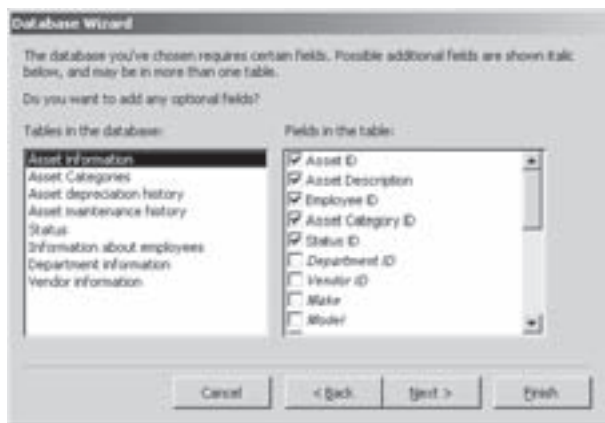 Database Wizard
The database you've chosen requires certain fields. Possible additional fields are shown italic
below, and may be in more than one table.
Do you want to add any optional fields?
Tables in the database:
Asset information
Asset Categories
Asset depreciation history
Asset maintenance history
Status
Information about employees
Department information
Vendor information
Fields in the table:
Asset ID
Asset Description
Employee ID
Asset Category ID
Status ID
Department ID
Vendor ID
Make
Model
Cancel
< Back
Next >
Finish